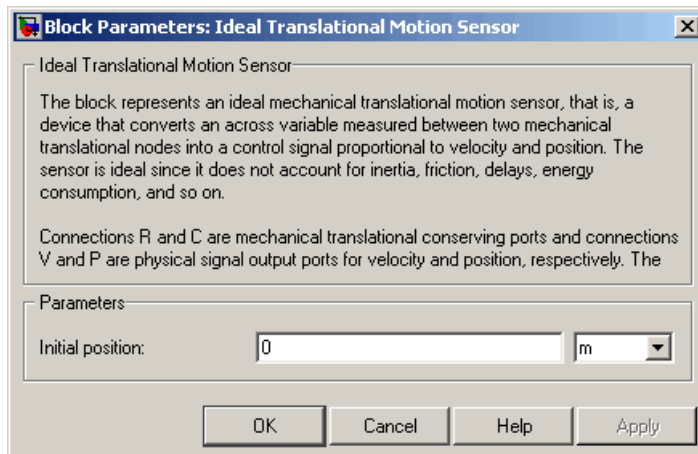 Block Parameters: Ideal Translational Motion Sensor
Ideal Translational Motion Sensor
The block represents an ideal mechanical translational motion sensor, that is, a
device that converts an across variable measured between two mechanical
translational nodes into a control signal proportional to velocity and position. The
sensor is ideal since it does not account for inertia, friction, delays, energy
consumption, and so on.
Connections R and C are mechanical translational conserving ports and connections
V and P are physical signal output ports for velocity and position, respectively. The
Parameters
Initial position: 0 m
OK Cancel Help Apply